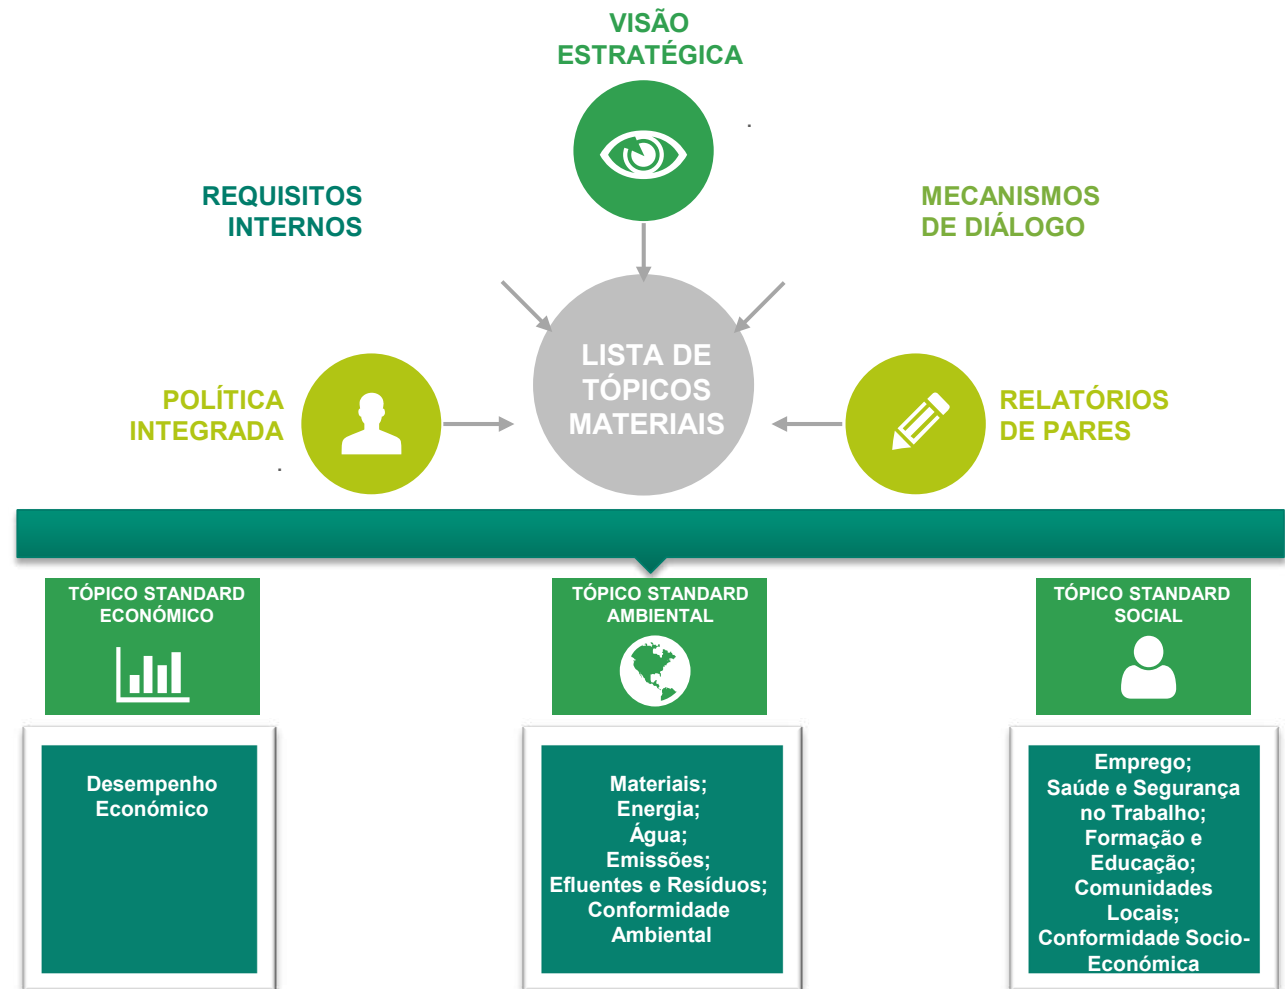 VISÃO
ESTRATÉGICA
REQUISITOS
INTERNOS
MECANISMOS
DE DIÁLOGO
LISTA DE
TÓPICOS
MATERIAIS
POLÍTICA
INTEGRADA
RELATÓRIOS
DE PARES
TÓPICO STANDARD
ECONÓMICO
TÓPICO STANDARD
AMBIENTAL
TÓPICO STANDARD
SOCIAL
Desempenho
Económico
Materiais;
Energia;
Água;
Emissões;
Efluentes e Resíduos;
Conformidade
Ambiental
Emprego;
Saúde e Segurança
no Trabalho;
Formação e
Educação;
Comunidades
Locais;
Conformidade Socio-
Económica